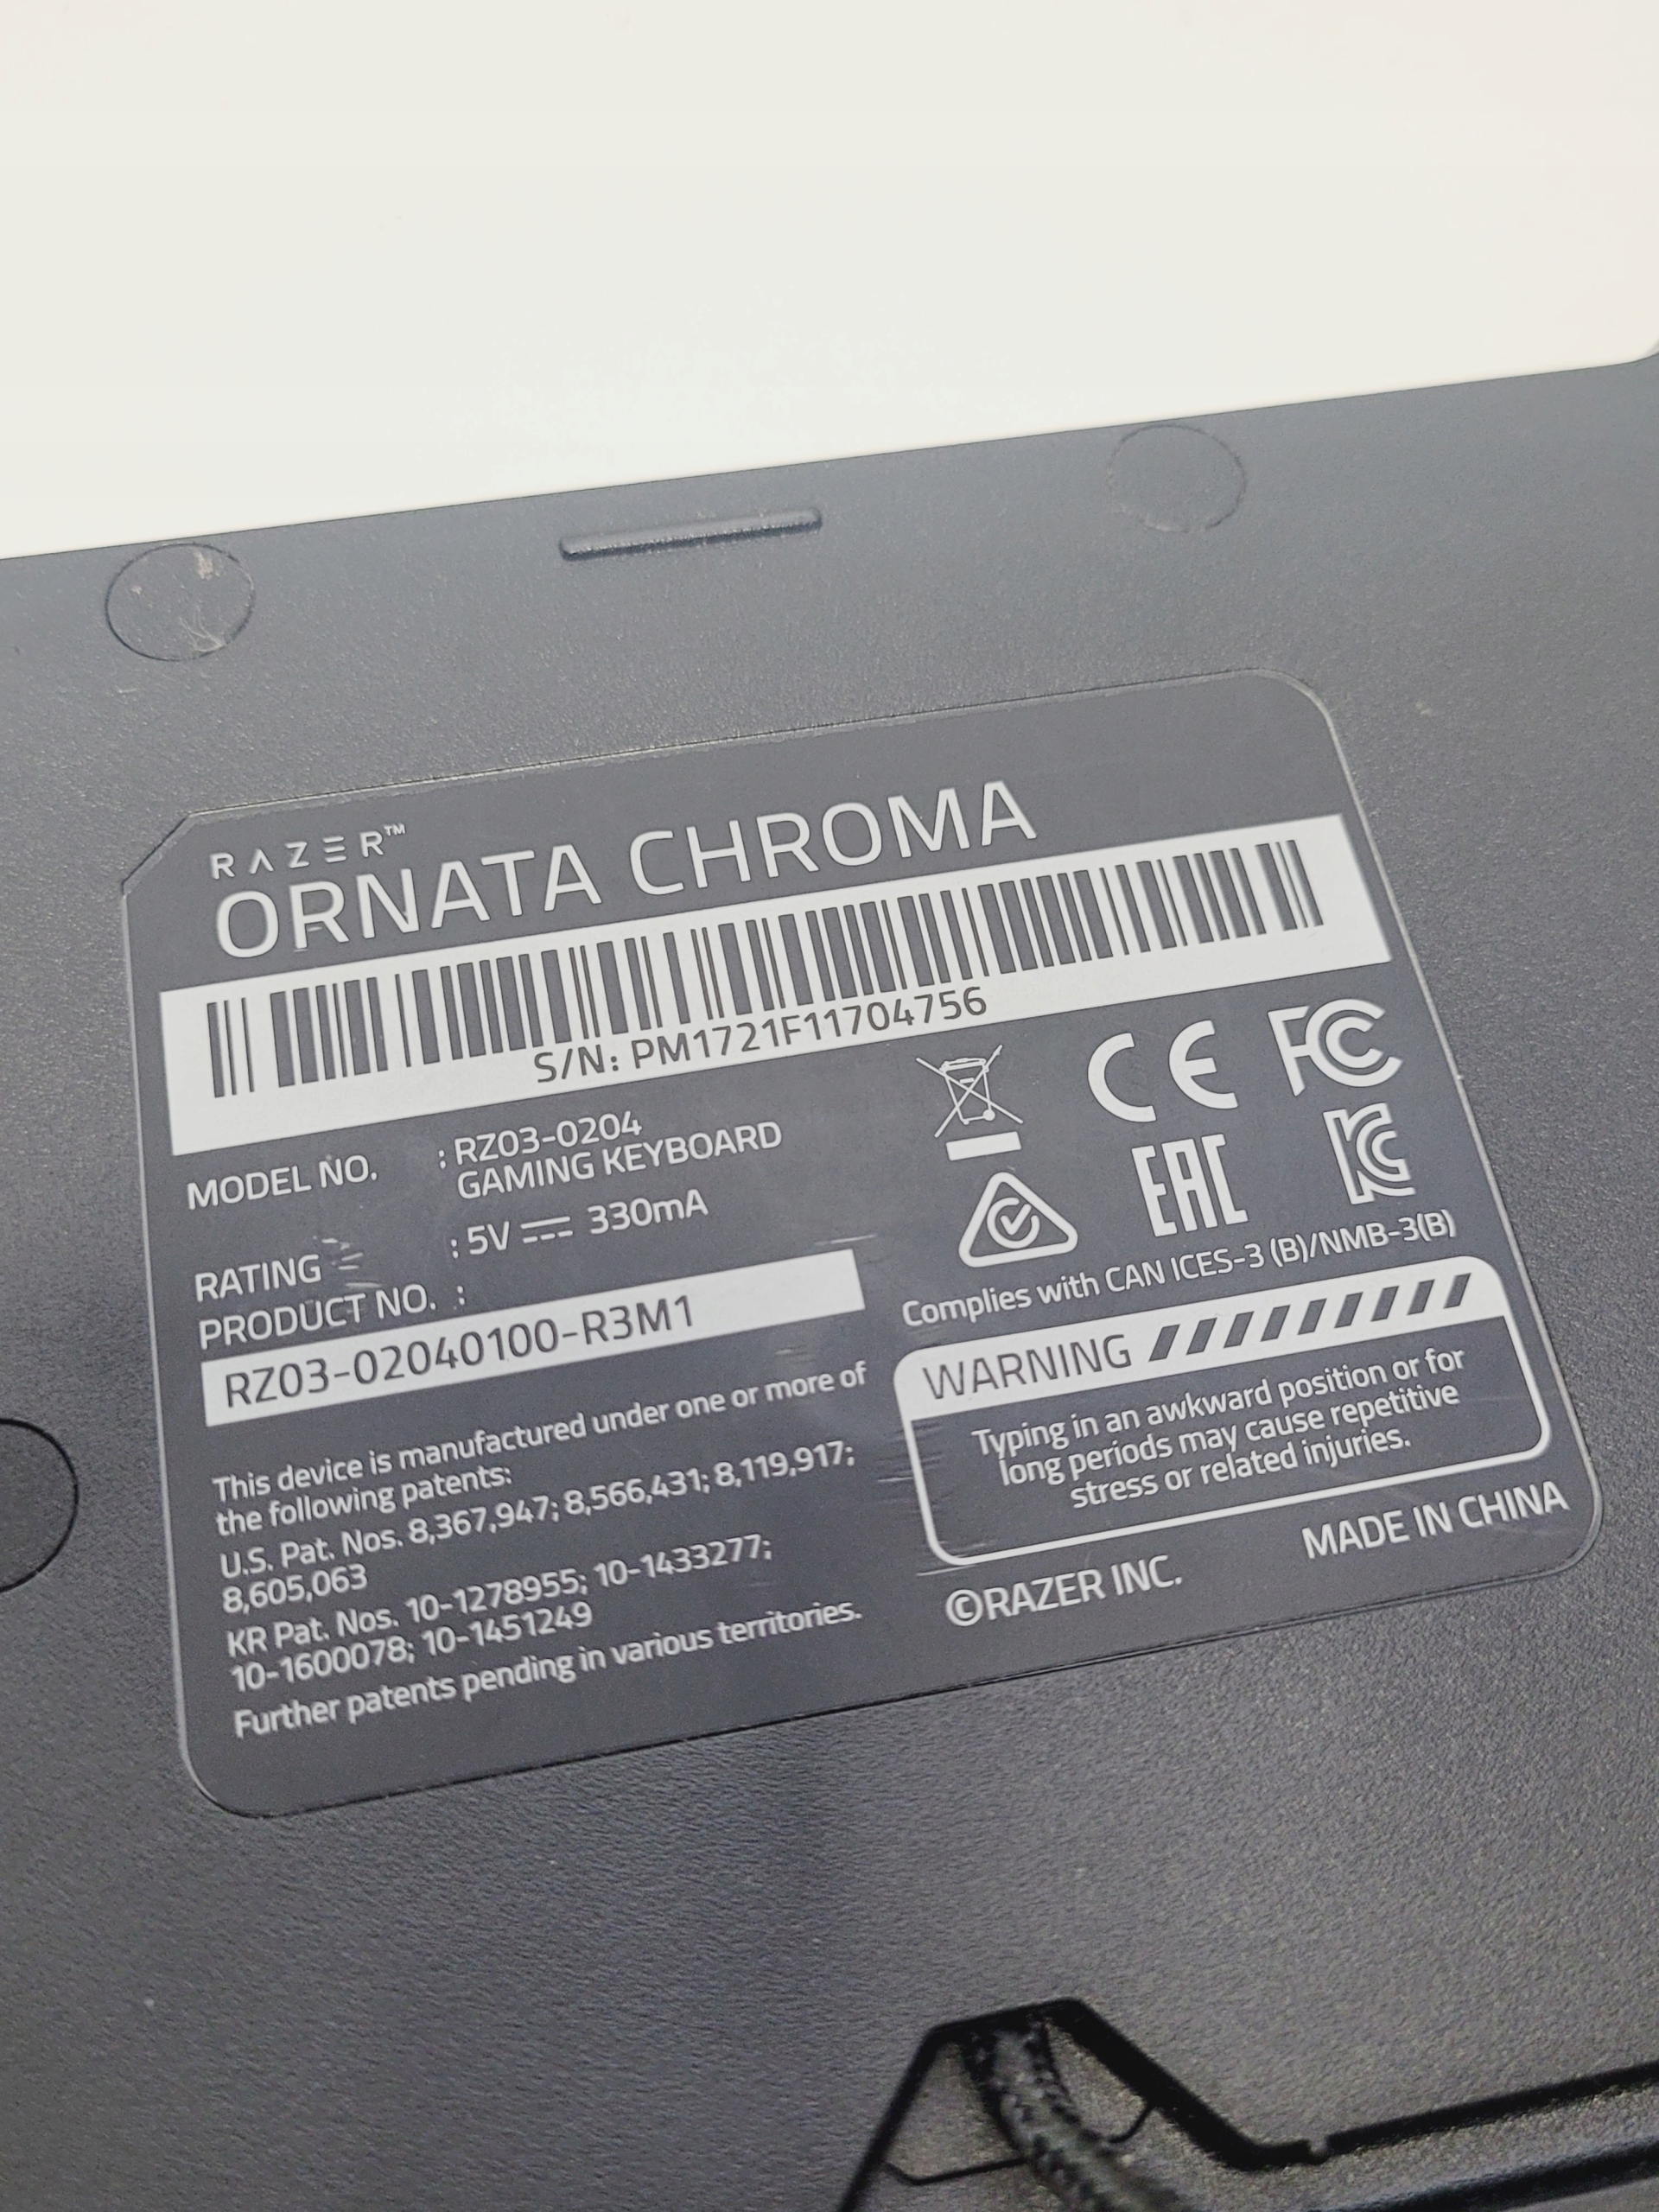 RAZER™
ORNATA CHROMA
S/N: PM1721F11704756
MODEL NO. : RZ03-0204
GAMING KEYBOARD
RATING : 5V ⎓ 330mA
PRODUCT NO. :
RZ03-02040100-R3M1
This device is manufactured under one or more of
the following patents:
U.S. Pat. Nos. 8,367,947; 8,566,431; 8,119,917;
8,605,063
KR Pat. Nos. 10-1278955; 10-1433277;
10-1600078; 10-1451249
Further patents pending in various territories.
CE FC
EAC KC
Complies with CAN ICES-3 (B)/NMB-3(B)
WARNING
Typing in an awkward position or for
long periods may cause repetitive
stress or related injuries.
©RAZER INC. MADE IN CHINA